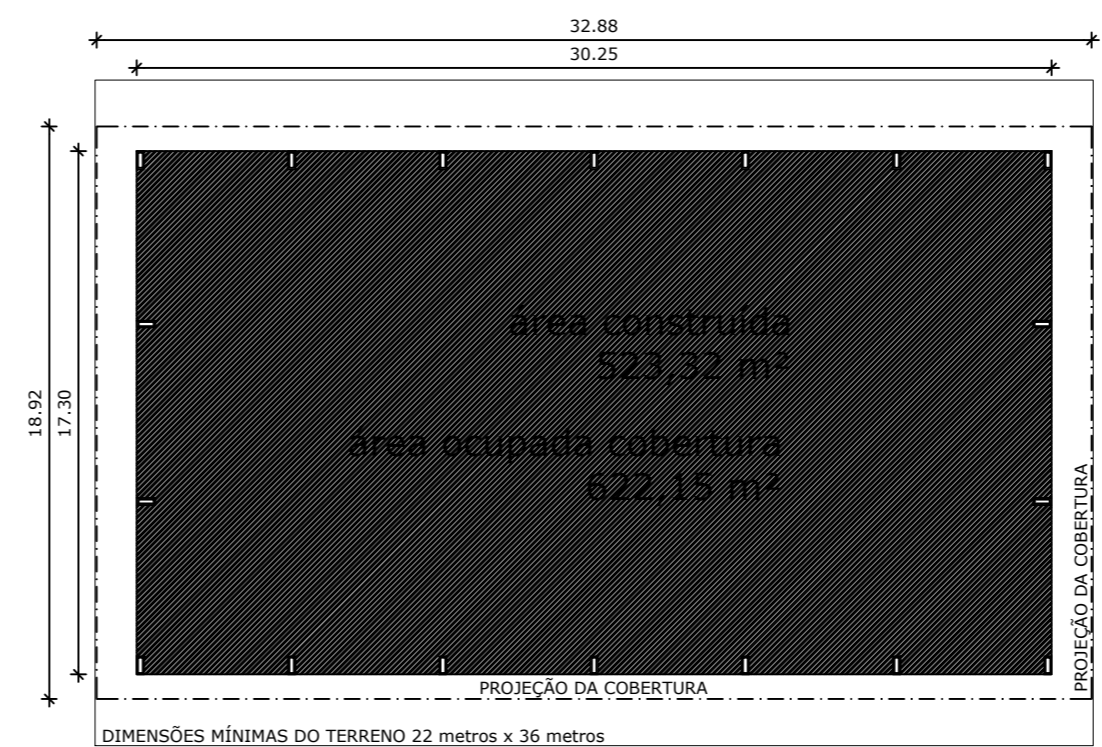 32.88
30.25
18.92
17.30
área construída
523,32 m²
área ocupada cobertura
622,15 m²
PROJEÇÃO DA COBERTURA
PROJEÇÃO DA COBERTURA
DIMENSÕES MÍNIMAS DO TERRENO 22 metros x 36 metros